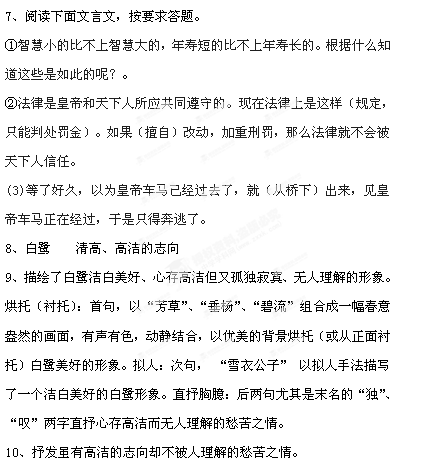 7、阅读下面文言文，按要求答题。
①智慧小的比不上智慧大的，年寿短的比不上年寿长的。根据什么知
道这些是如此的呢？。
②法律是皇帝和天下人所应共同遵守的。现在法律上是这样（规定，
只能判处罚金）。如果（擅自）改动，加重刑罚，那么法律就不会被
天下人信任。
(3)等了好久，以为皇帝车马已经过去了，就（从桥下）出来，见皇
帝车马正在经过，于是只得奔逃了。
8、白鹭 清高、高洁的志向
9、描绘了白鹭洁白美好、心存高洁但又孤独寂寞、无人理解的形象。
烘托（衬托）：首句，以“芳草”、“垂杨”、“碧流”组合成一幅春意
盎然的画面，有声有色，动静结合，以优美的背景烘托（或从正面衬
托）白鹭美好的形象。拟人：次句， “雪衣公子” 以拟人手法描写
了一个洁白美好的白鹭形象。直抒胸臆：后两句尤其是末名的“独”、
“叹”两字直抒心存高洁而无人理解的愁苦之情。
10、抒发里有高洁的志向却不被人理解的愁苦之情。